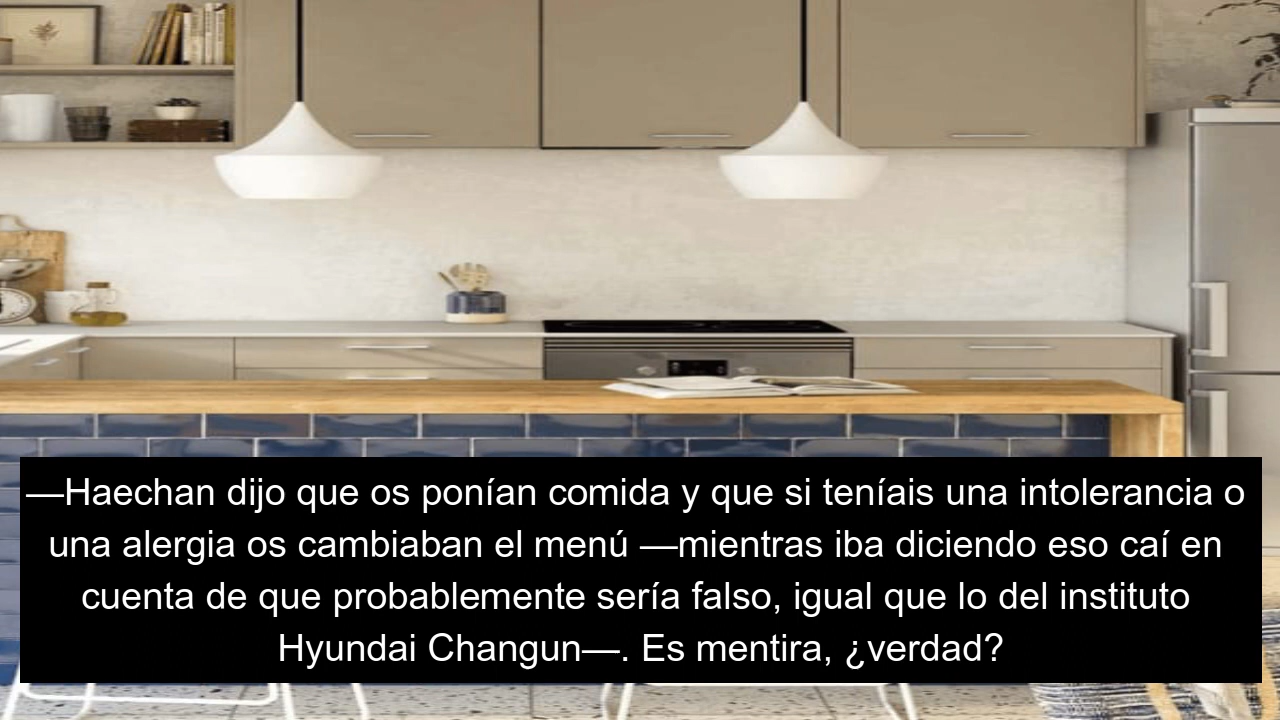 —Haechan dijo que os ponían comida y que si teníais una intolerancia o
una alergia os cambiaban el menú —mientras iba diciendo eso caí en
cuenta de que probablemente sería falso, igual que lo del instituto
Hyundai Changun—. Es mentira, ¿verdad?